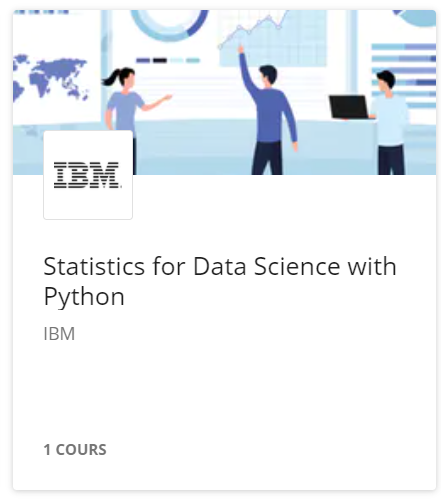 IBM
Statistics for Data Science with
Python
IBM
1 COURS